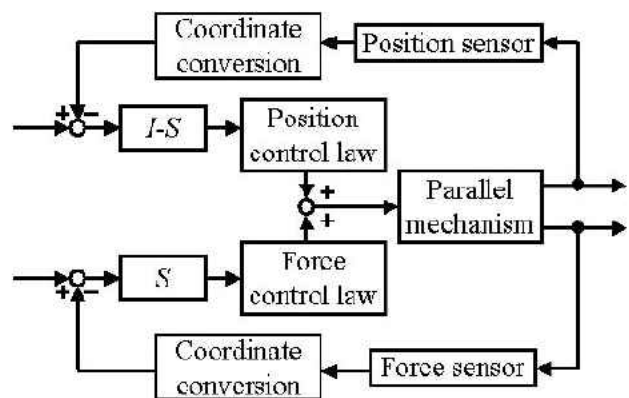 Coordinate
conversion
Position sensor
+ −
I-S
Position
control law
+
+
Parallel
mechanism
S
Force
control law
+ −
Coordinate
conversion
Force sensor